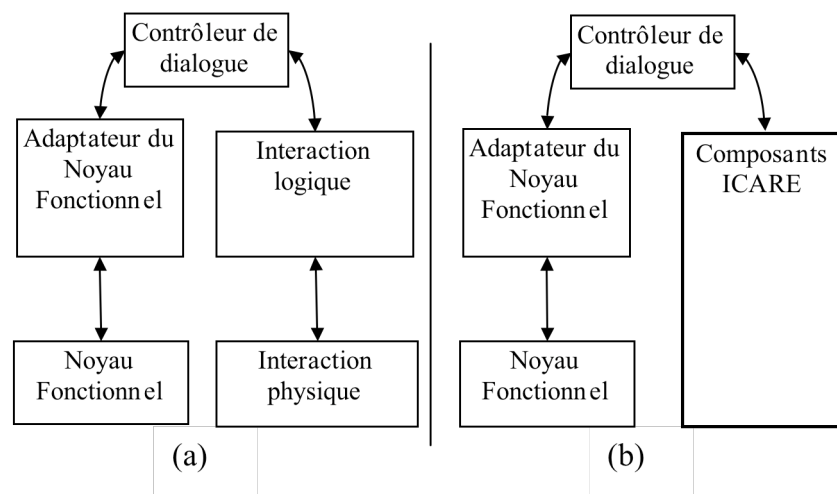 Contrôleur de
dialogue
Adaptateur du
Noyau
Fonctionnel
Interaction
logique
Noyau
Fonctionnel
Interaction
physique
(a)
Contrôleur de
dialogue
Adaptateur du
Noyau
Fonctionnel
Composants
ICARE
Noyau
Fonctionnel
(b)